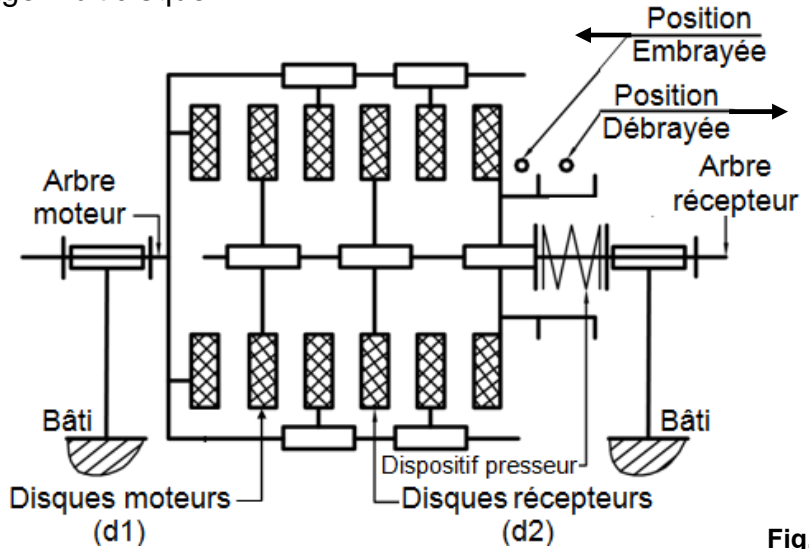 Position
Embrayée
Position
Débrayée
Arbre
moteur
Arbre
récepteur
Bâti
Bâti
Dispositif presseur
Disques moteurs
(d1)
Disques récepteurs
(d2)
Fig.